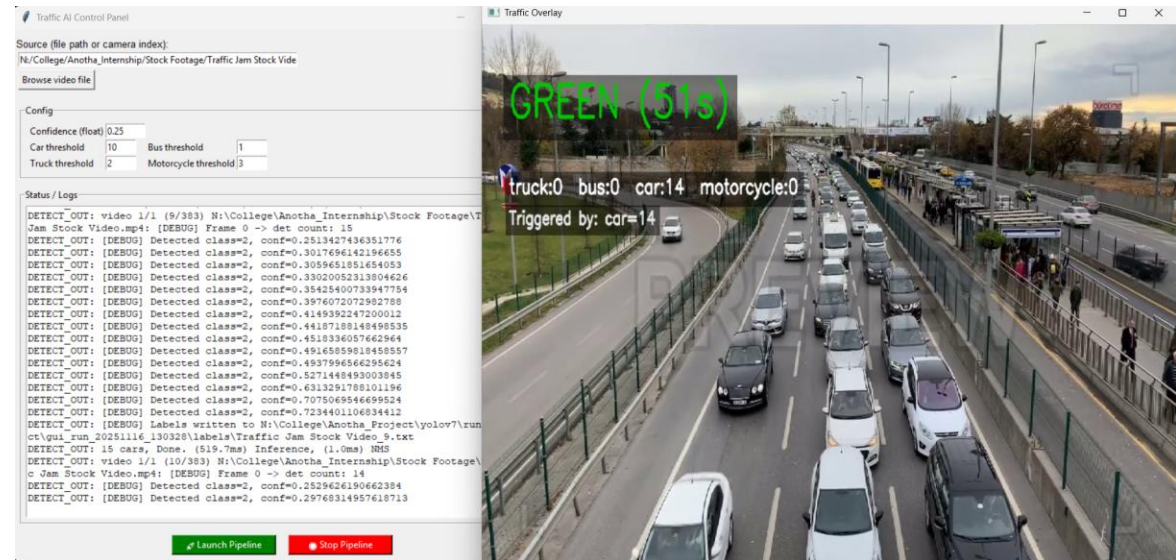 Traffic AI Control Panel
Source (file path or camera index):
N:/College/Anotha_Internship/Stock Footage/Traffic Jam Stock Vide
Browse video file
Config
Confidence (float) 0.25
Car threshold 10 Bus threshold 1
Truck threshold 2 Motorcycle threshold 3
Status / Logs
DETECT_OUT: video 1/1 (9/383) N:\College\Anotha_Internship\Stock Footage\T
Jam Stock Video.mp4: [DEBUG] Frame 0 -> det count: 15
DETECT_OUT: [DEBUG] Detected class=2, conf=0.2513427436351776
DETECT_OUT: [DEBUG] Detected class=2, conf=0.3017696142196655
DETECT_OUT: [DEBUG] Detected class=2, conf=0.3059651851654053
DETECT_OUT: [DEBUG] Detected class=2, conf=0.33020052313804626
DETECT_OUT: [DEBUG] Detected class=2, conf=0.35425400733947754
DETECT_OUT: [DEBUG] Detected class=2, conf=0.3976072072982788
DETECT_OUT: [DEBUG] Detected class=2, conf=0.4149392247200012
DETECT_OUT: [DEBUG] Detected class=2, conf=0.44187188148498535
DETECT_OUT: [DEBUG] Detected class=2, conf=0.4518336057662964
DETECT_OUT: [DEBUG] Detected class=2, conf=0.49165859818458557
DETECT_OUT: [DEBUG] Detected class=2, conf=0.4937996566295624
DETECT_OUT: [DEBUG] Detected class=2, conf=0.5271448493003845
DETECT_OUT: [DEBUG] Detected class=2, conf=0.6313291788101196
DETECT_OUT: [DEBUG] Detected class=2, conf=0.7075069546699524
DETECT_OUT: [DEBUG] Detected class=2, conf=0.7234401106834412
DETECT_OUT: [DEBUG] Labels written to N:\College\Anotha_Project\yolov7\run
ct\gui_run_20251116_130328\labels\Traffic Jam Stock Video_9.txt
DETECT_OUT: 15 cars, Done. (519.7ms) Inference, (1.0ms) NMS
DETECT_OUT: video 1/1 (10/383) N:\College\Anotha_Internship\Stock Footage\
c Jam Stock Video.mp4: [DEBUG] Frame 0 -> det count: 14
DETECT_OUT: [DEBUG] Detected class=2, conf=0.2529626190662384
DETECT_OUT: [DEBUG] Detected class=2, conf=0.29768314957618713
Launch Pipeline
Stop Pipeline
Traffic Overlay
GREEN (51s)
truck:0 bus:0 car:14 motorcycle:0
Triggered by: car=14